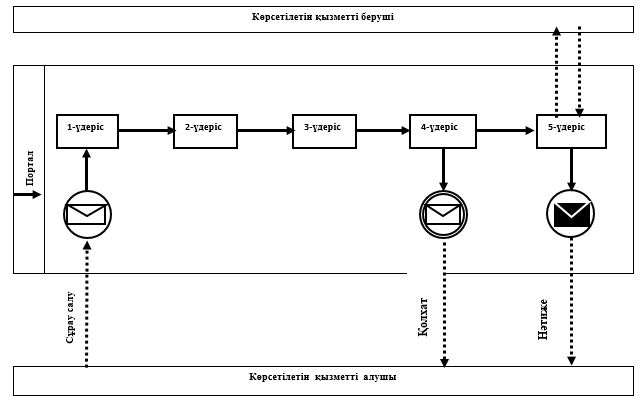 Көрсетілетін қызметті беруші
1-үдеріс
2-үдеріс
3-үдеріс
4-үдеріс
5-үдеріс
Портал
Сұрау салу
Қолхат
Нәтиже
Көрсетілетін қызметті алушы